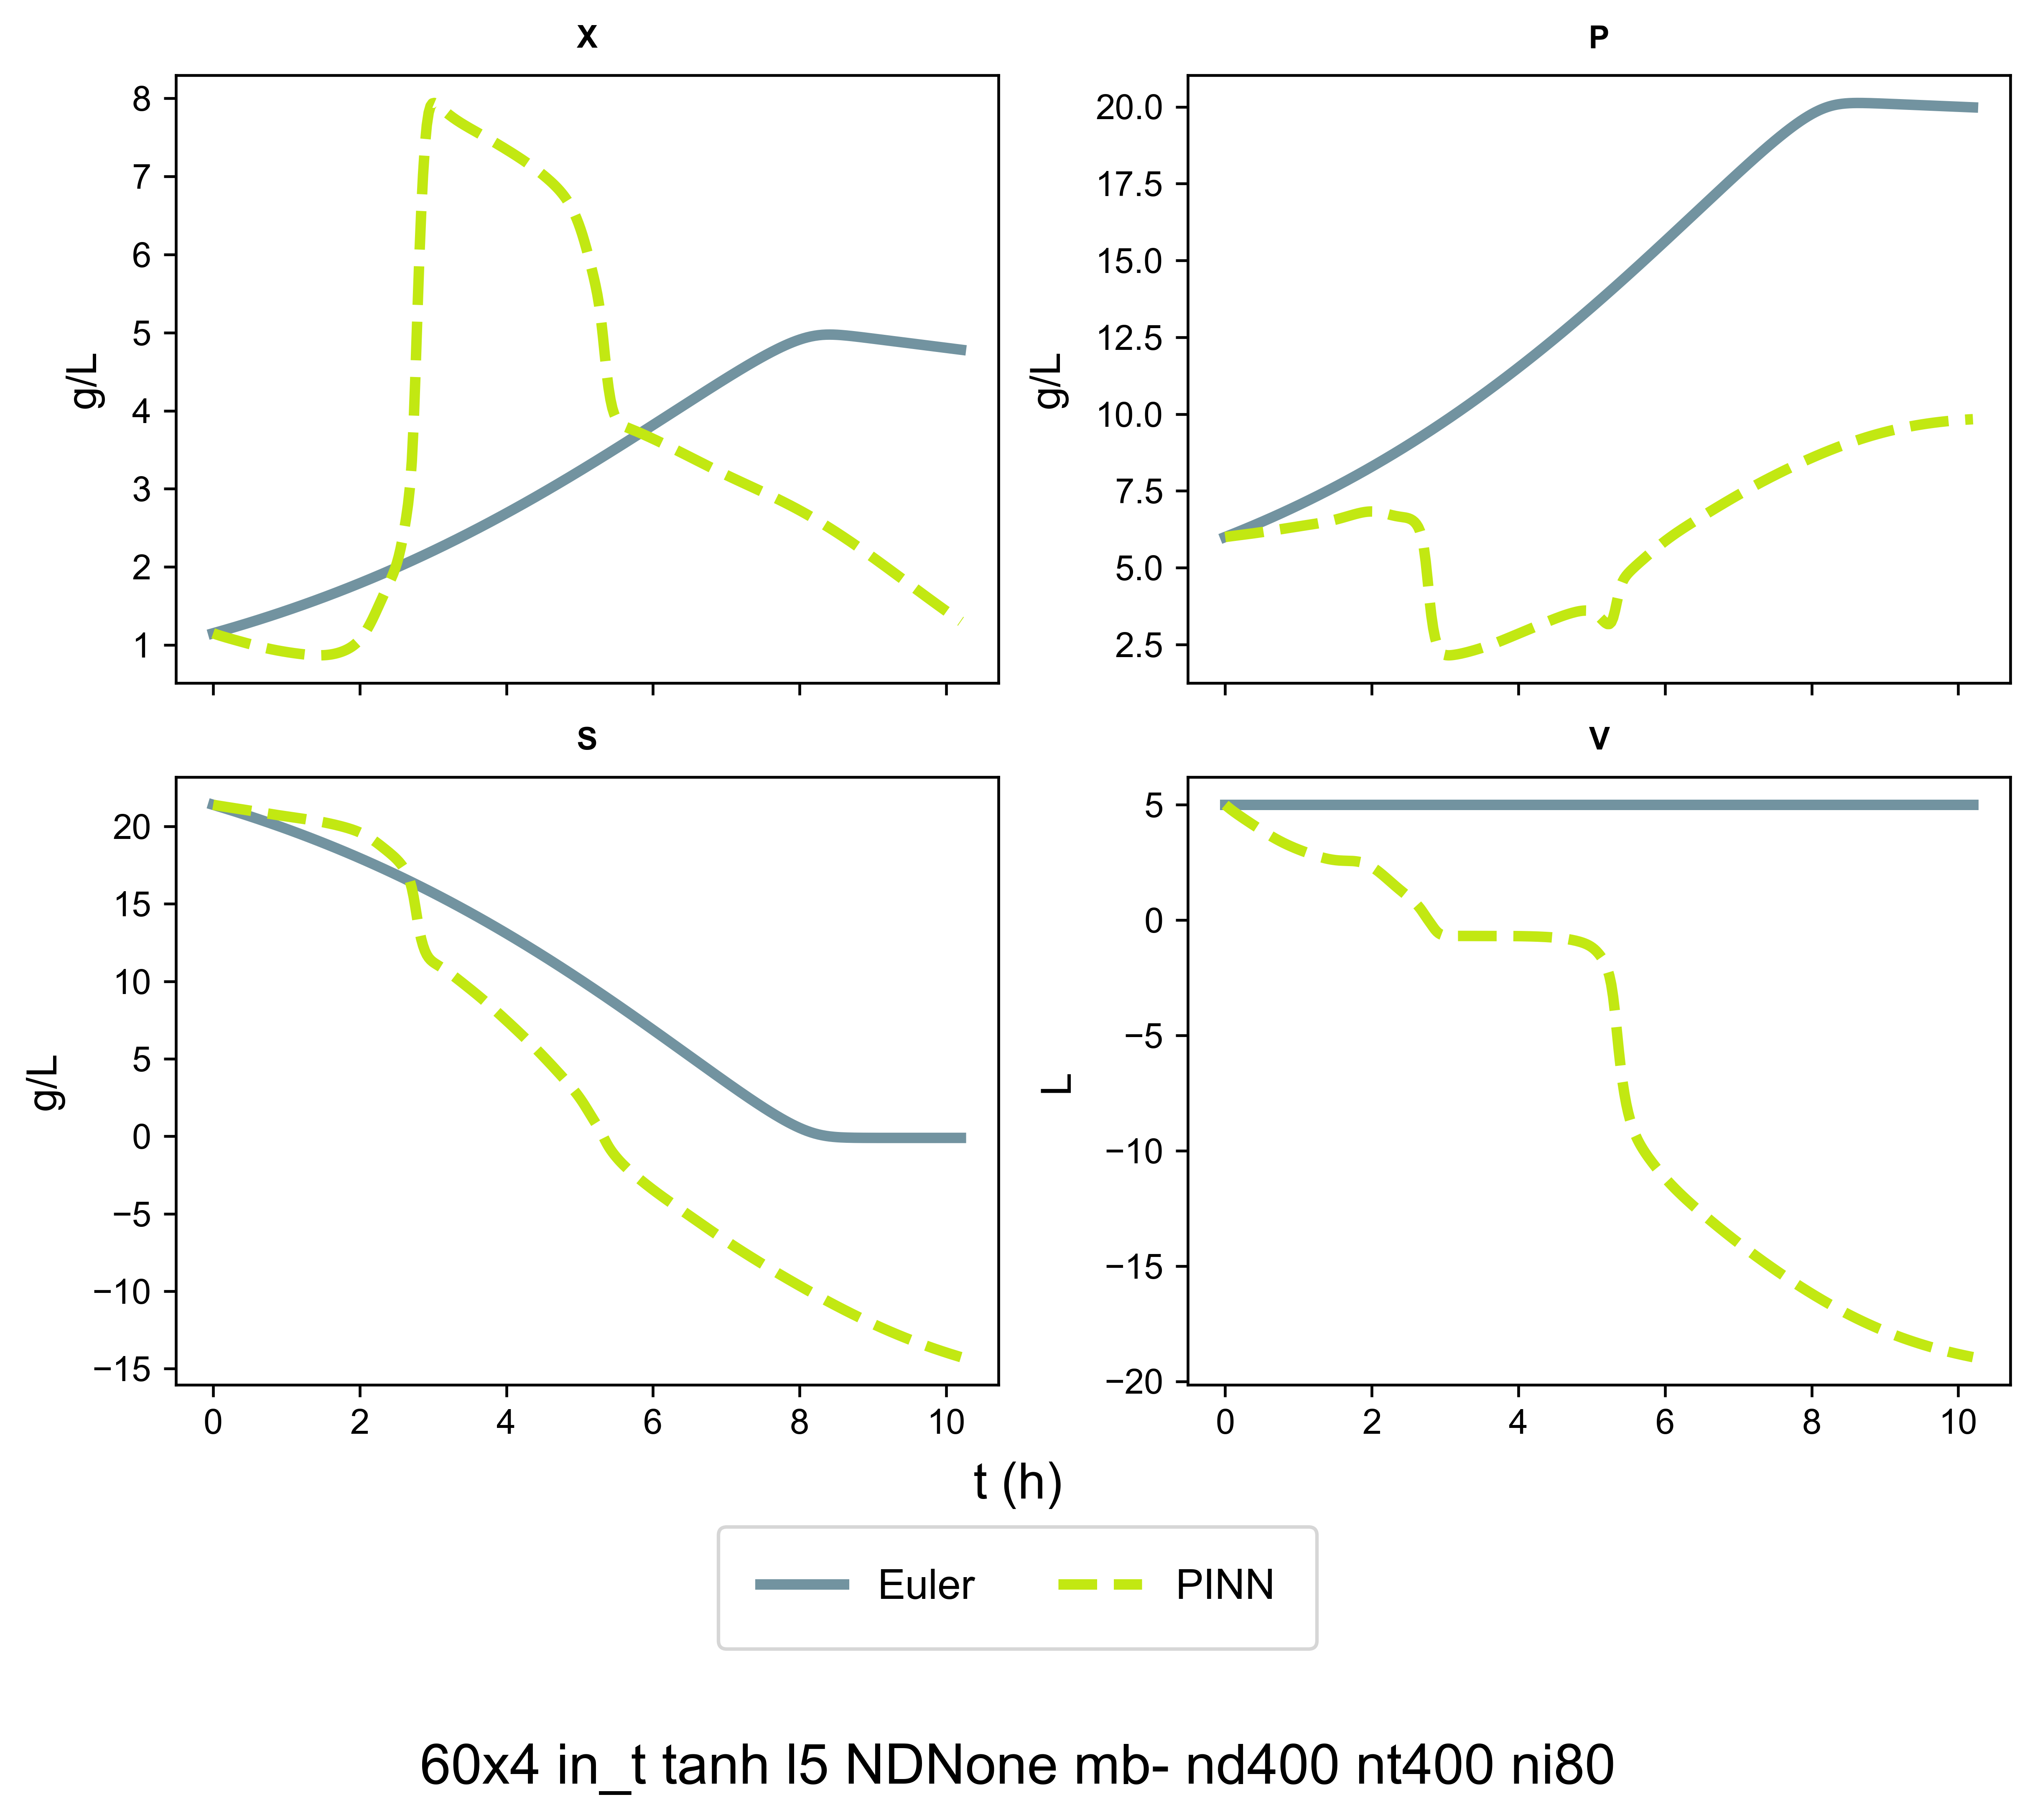 X
P
8
7
6
5
4
3
2
1
g/L
20.0
17.5
15.0
12.5
10.0
7.5
5.0
2.5
g/L
S
V
20
15
10
5
0
−5
−10
−15
g/L
0 2 4 6 8 10
5
0
−5
−10
−15
−20
L
0 2 4 6 8 10
t (h)
Euler PINN
60x4 in_t tanh l5 NDNone mb- nd400 nt400 ni80